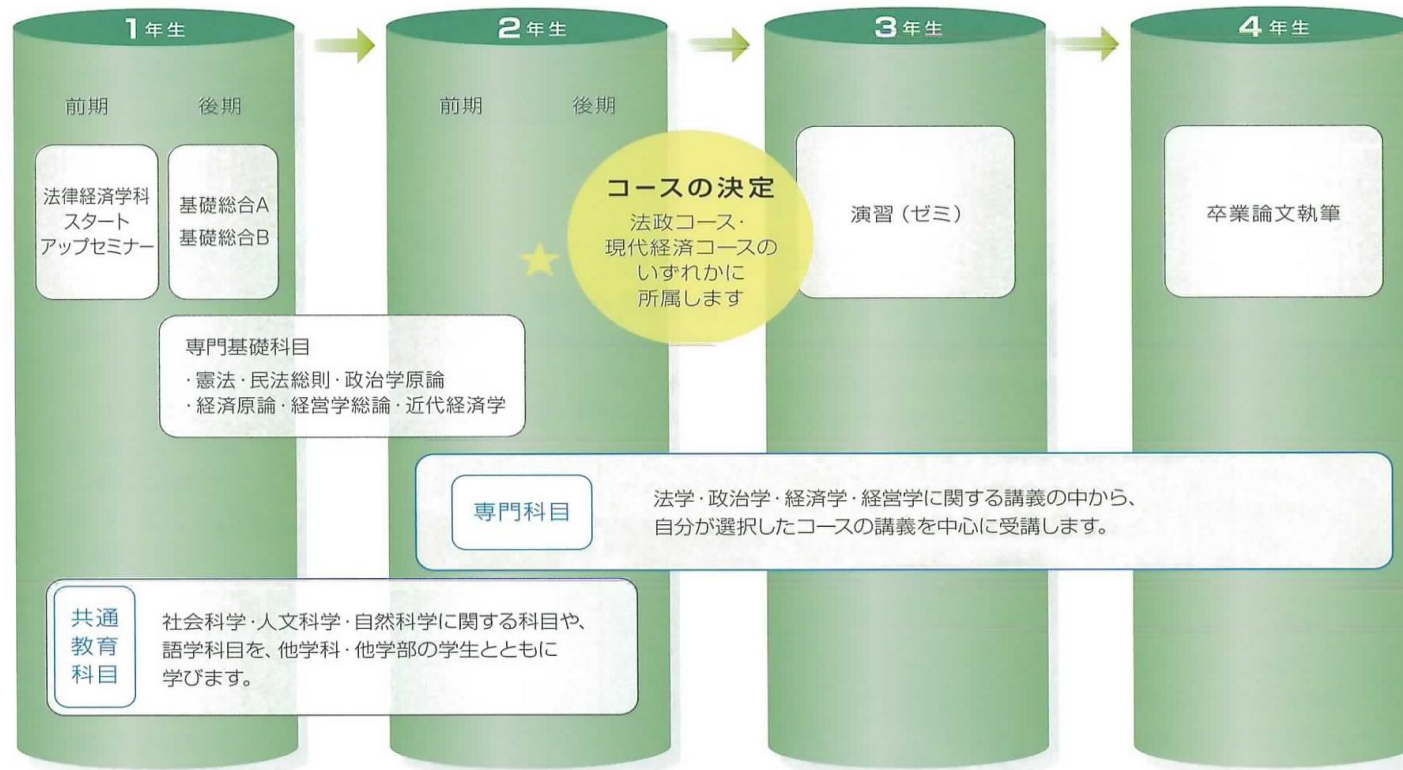 1年生
2年生
3年生
4年生
前期
後期
前期
後期
法律経済学科
スタート
アップセミナー
基礎総合A
基礎総合B
コースの決定
法政コース・
現代経済コースの
いずれかに
所属します
演習（ゼミ）
卒業論文執筆
専門基礎科目
・憲法・民法総則・政治学原論
・経済原論・経営学総論・近代経済学
専門科目
法学・政治学・経済学・経営学に関する講義の中から、
自分が選択したコースの講義を中心に受講します。
共通
教育
科目
社会科学・人文科学・自然科学に関する科目や、
語学科目を、他学科・他学部の学生とともに
学びます。